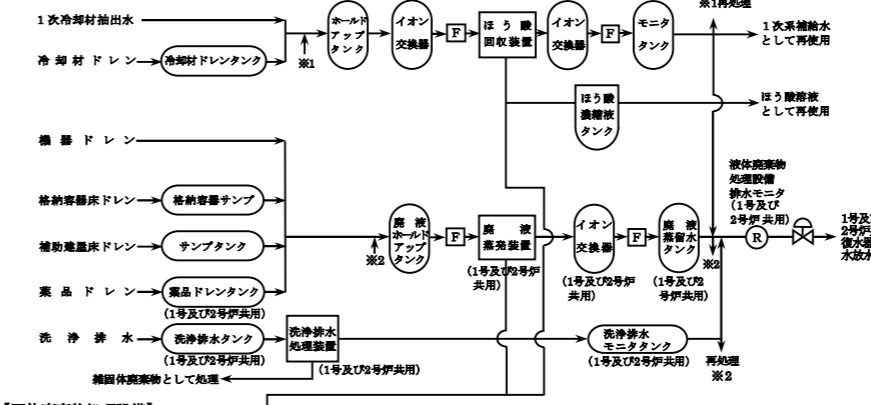 ※1再処理
1次冷却材抽出水
ホールド
アップ
タンク
イオン
交換器
F
ほう酸
回収装置
イオン
交換器
F
モニタ
タンク
1次系補給水
として再使用
冷却材ドレン
冷却材ドレンタンク
※1
ほう酸
濃縮液
タンク
ほう酸溶液
として再使用
機器ドレン
格納容器床ドレン
格納容器サンプ
補助建屋床ドレン
サンプタンク
※2
廃液
ホールド
アップ
タンク
F
廃液
蒸発装置
(1号及び2号炉
共用)
イオン
交換器
(1号及び2号炉
共用)
F
廃液
蒸留水
タンク
(1号及び2
号炉共用)
※2
液体廃棄物
処理設備
排水モニタ
(1号及び
2号炉共用)
R
1号及
2号炉
復水器
水放水
薬品ドレン
薬品ドレンタンク
(1号及び2号炉共用)
洗浄排水
洗浄排水タンク
(1号及び2号炉共用)
洗浄排水
処理装置
(1号及び2号炉共用)
洗浄排水
モニタタンク
(1号及び2号炉共用)
再処理
※2
雑固体廃棄物として処理